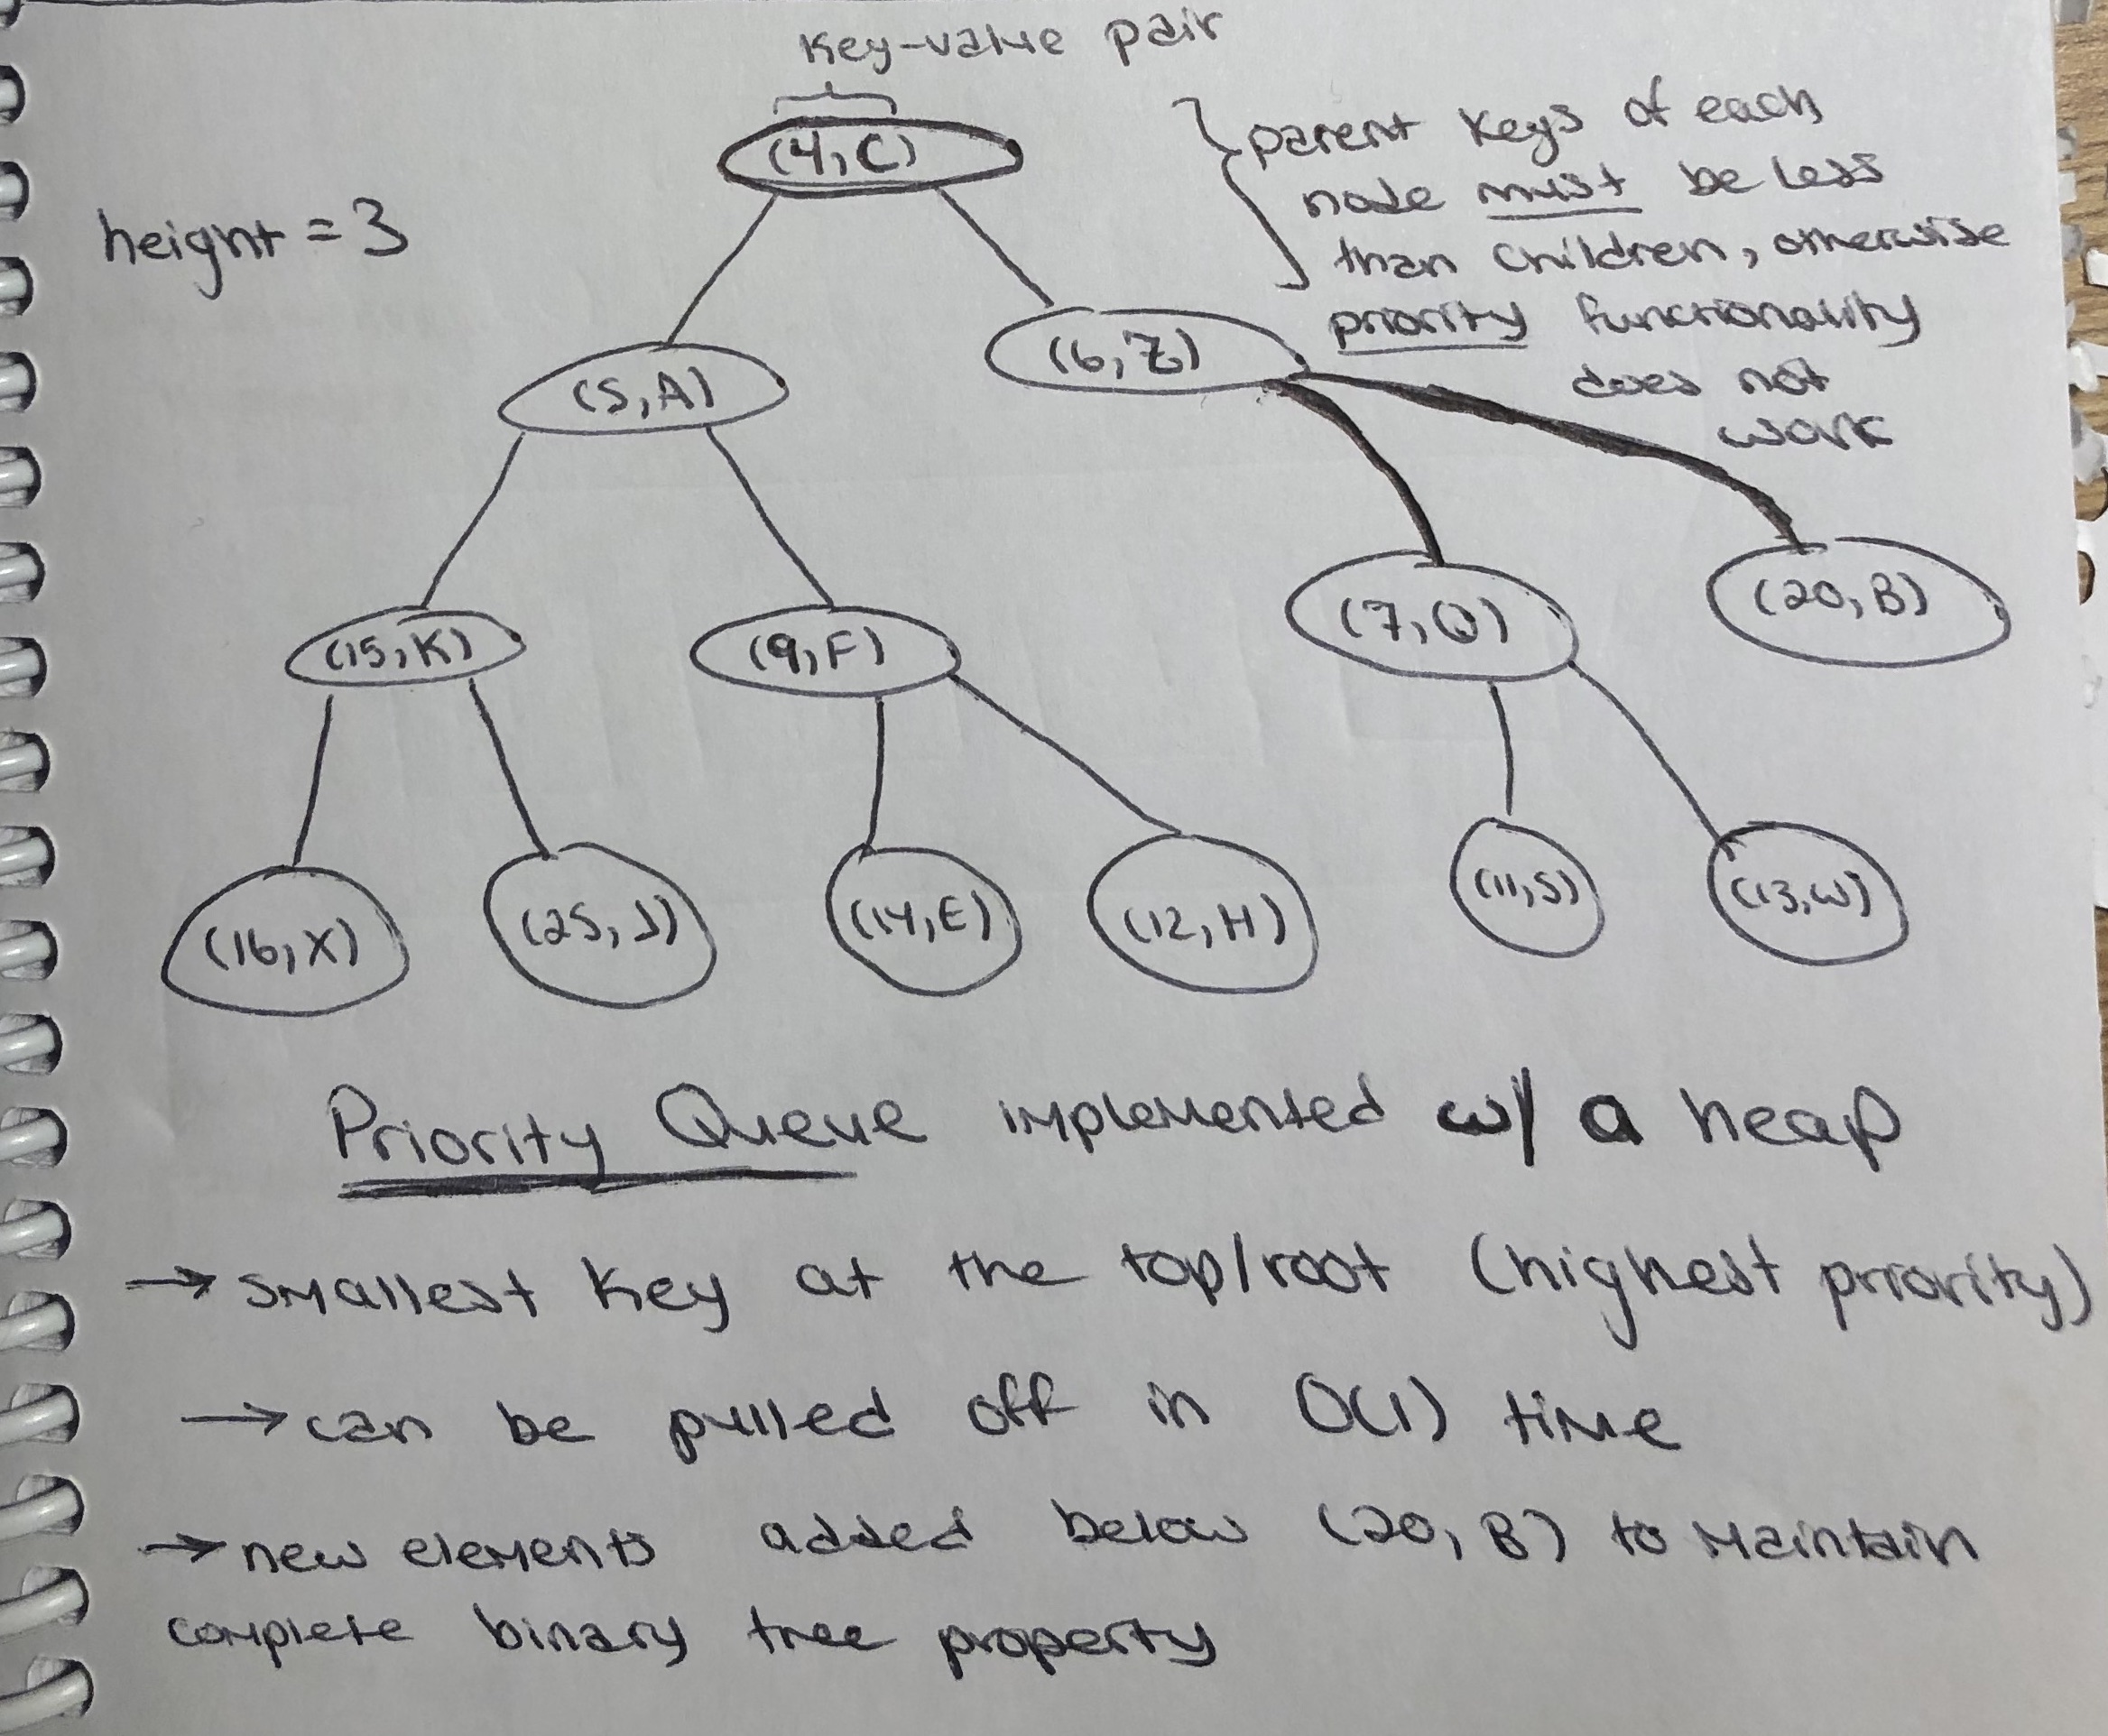 Key-value pair
(4,C)
} parent keys of each
node must be less
than children, otherwise
priority functionality
does not
work
height = 3
(5,A)
(6,Z)
(15,K)
(9,F)
(7,Q)
(20,B)
(16,X)
(25,J)
(14,E)
(12,H)
(11,S)
(13,W)
Priority Queue implemented w/ a heap
→ smallest key at the top/root (highest priority)
→ can be pulled off in O(1) time
→ new elements added below (20, B) to maintain
complete binary tree property